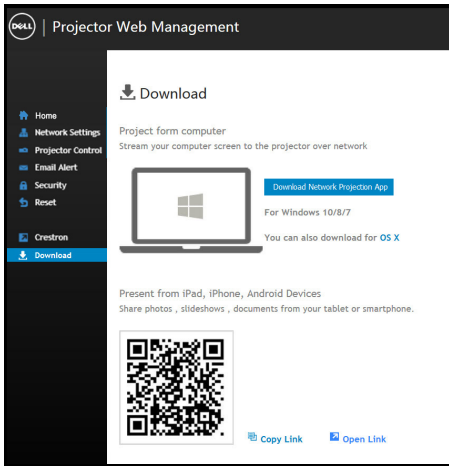 DELL | Projector Web Management
Download
Home
Network Settings
Projector Control
Email Alert
Security
Reset
Crestron
Download
Project form computer
Stream your computer screen to the projector over network
Download Network Projection App
For Windows 10/8/7
You can also download for OS X
Present from iPad, iPhone, Android Devices
Share photos , slideshows , documents from your tablet or smartphone.
Copy Link
Open Link